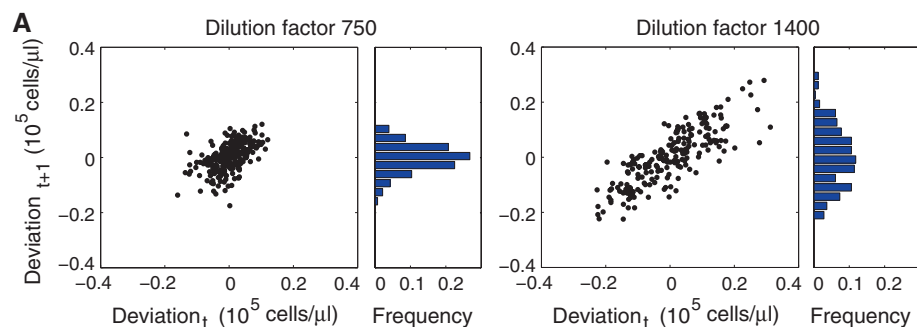 A
Dilution factor 750
Dilution factor 1400
Deviation t+1 (10^5 cells/μl)
0.4
0.2
0
−0.2
−0.4
−0.4 −0.2 0 0.2 0.4
Deviation_t (10^5 cells/μl)
0 0.1 0.2
Frequency
0.4
0.2
0
−0.2
−0.4
−0.4 −0.2 0 0.2 0.4
Deviation_t (10^5 cells/μl)
0 0.1 0.2
Frequency